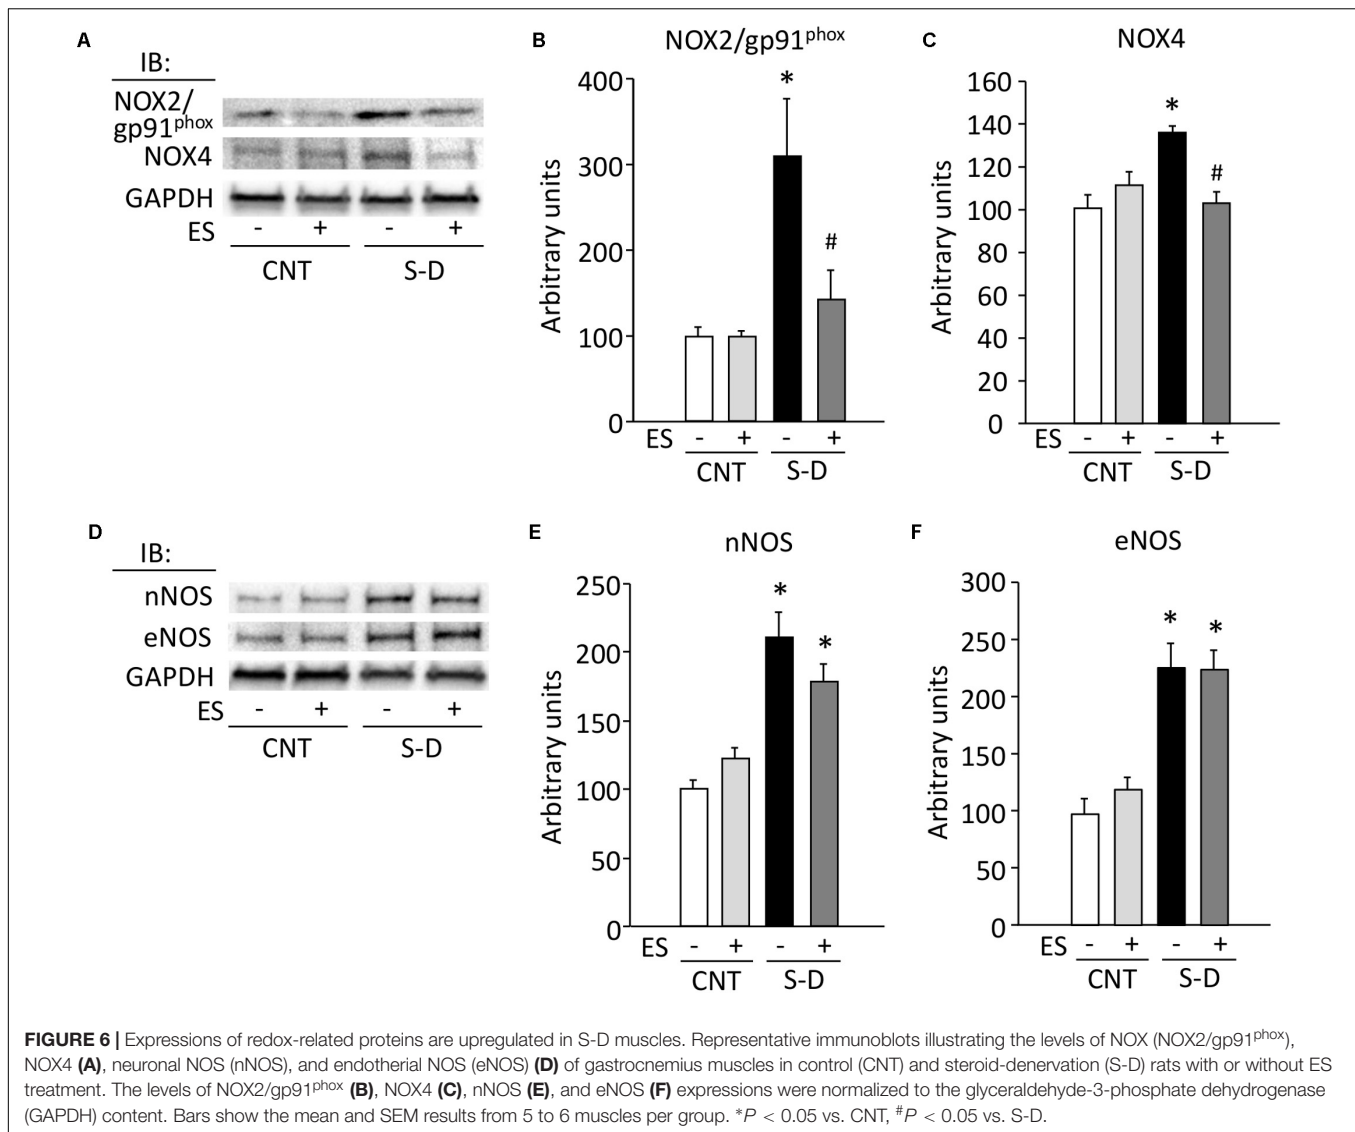 A
IB:
NOX2/
gp91phox
NOX4
GAPDH
ES - + - +
CNT S-D
B
NOX2/gp91phox
Arbitrary units
400
300
200
100
0
*
#
ES - + - +
CNT S-D
C
NOX4
Arbitrary units
160
140
120
100
80
60
40
20
0
*
#
ES - + - +
CNT S-D
D
IB:
nNOS
eNOS
GAPDH
ES - + - +
CNT S-D
E
nNOS
Arbitrary units
250
200
150
100
50
0
*
*
ES - + - +
CNT S-D
F
eNOS
Arbitrary units
300
250
200
150
100
50
0
*
*
ES - + - +
CNT S-D
FIGURE 6 | Expressions of redox-related proteins are upregulated in S-D muscles. Representative immunoblots illustrating the levels of NOX (NOX2/gp91phox),
NOX4 (A), neuronal NOS (nNOS), and endotherial NOS (eNOS) (D) of gastrocnemius muscles in control (CNT) and steroid-denervation (S-D) rats with or without ES
treatment. The levels of NOX2/gp91phox (B), NOX4 (C), nNOS (E), and eNOS (F) expressions were normalized to the glyceraldehyde-3-phosphate dehydrogenase
(GAPDH) content. Bars show the mean and SEM results from 5 to 6 muscles per group. *P < 0.05 vs. CNT, #P < 0.05 vs. S-D.